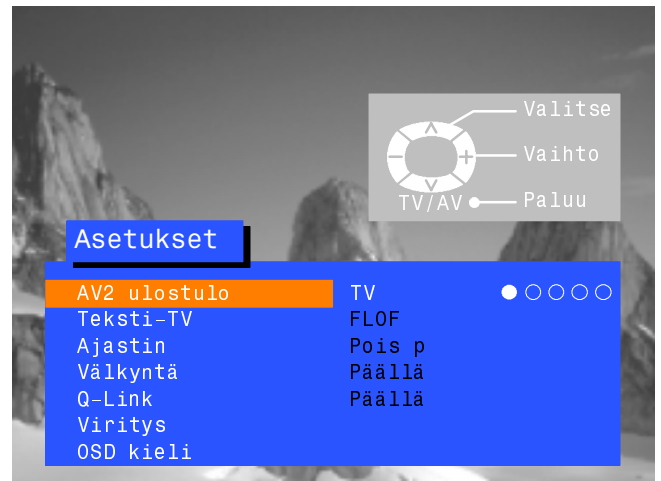 Valitse
Vaihto
TV/AV Paluu
Asetukset
AV2 ulostulo TV
Teksti-TV FLOF
Ajastin Pois p
Välkyntä Päällä
Q-Link Päällä
Viritys
OSD kieli